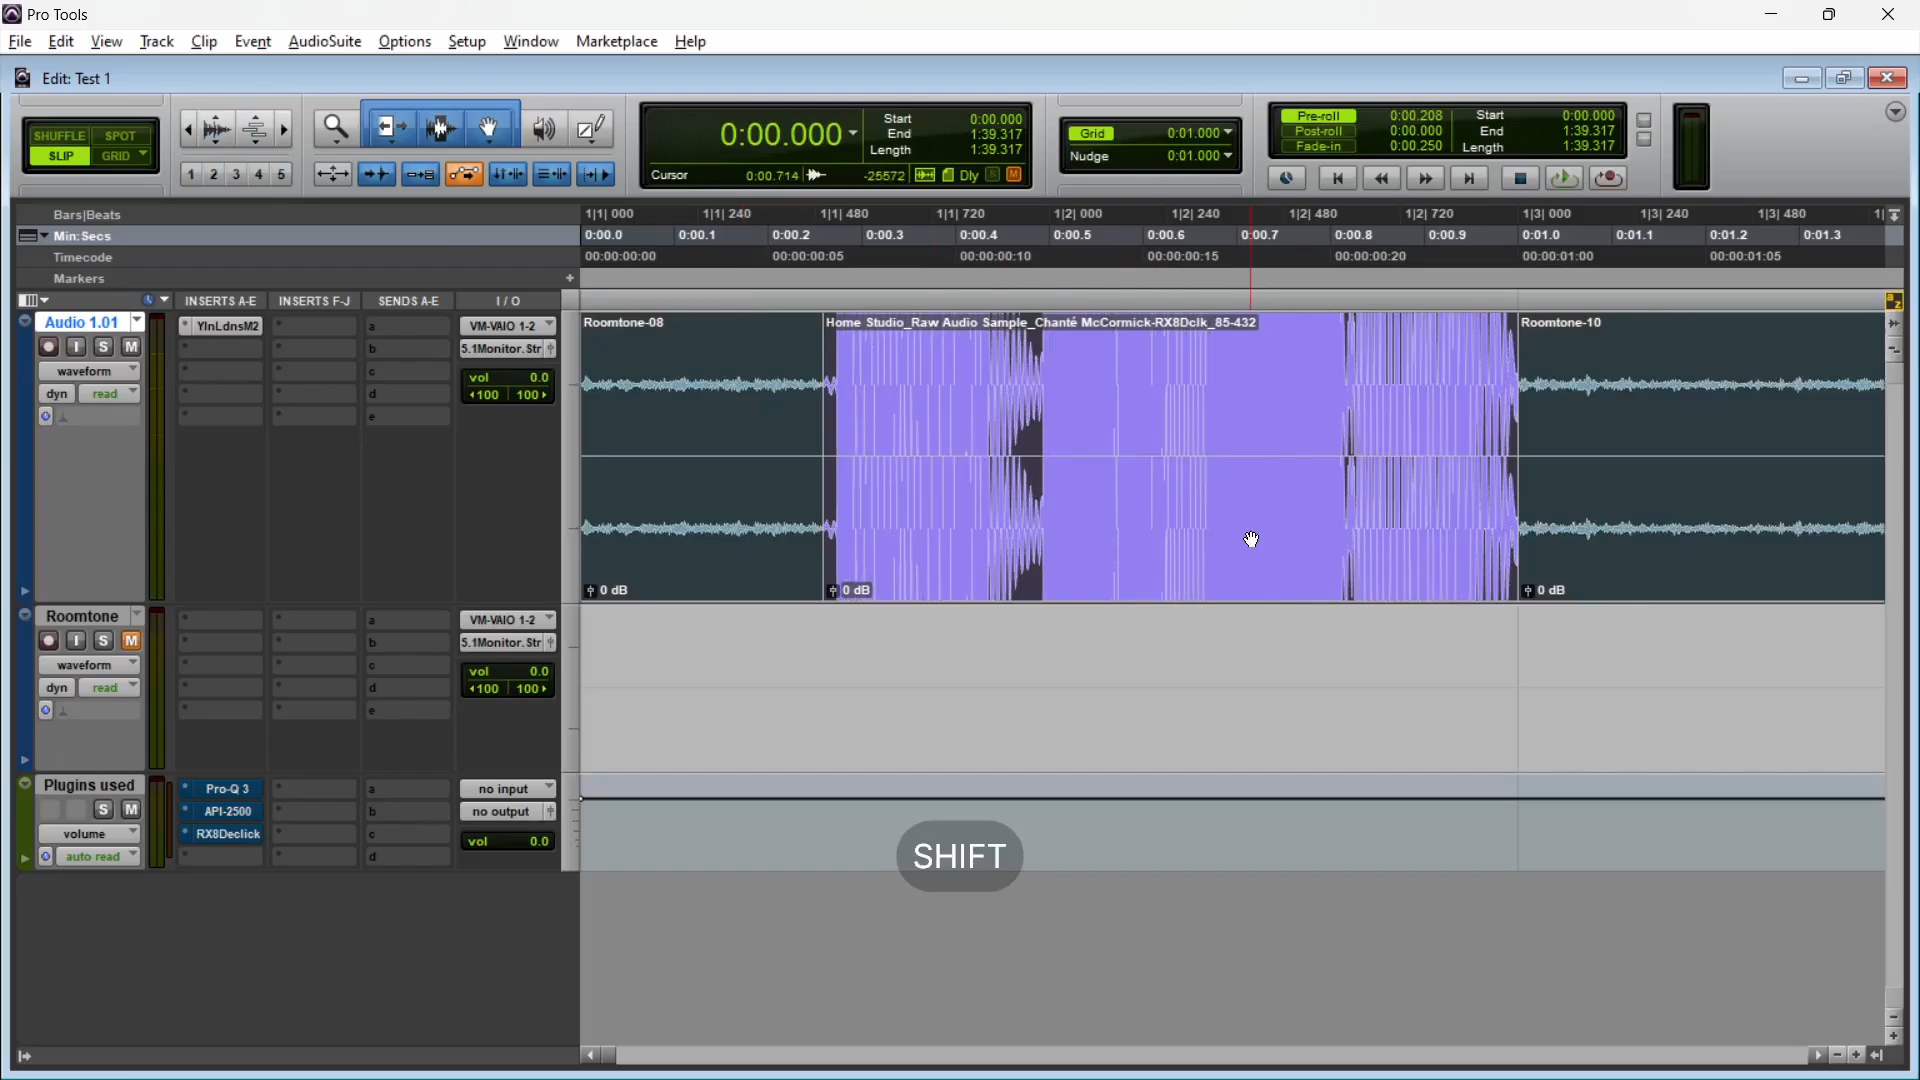 Pro Tools
File Edit View Track Clip Event AudioSuite Options Setup Window Marketplace Help
Edit: Test 1
SHUFFLE SPOT
SLIP GRID
1 2 3 4 5
0:00.000
Start 0:00.000
End 1:39.317
Length 1:39.317
Cursor 0:00.714 -25572 Dly S M
Grid 0:01.000
Nudge 0:01.000
Pre-roll 0:00.208 Start 0:00.000
Post-roll 0:00.000 End 1:39.317
Fade-in 0:00.250 Length 1:39.317
Bars|Beats 1|1| 000 1|1| 240 1|1| 480 1|1| 720 1|2| 000 1|2| 240 1|2| 480 1|2| 720 1|3| 000 1|3| 240 1|3| 480 1|
Min:Secs 0:00.0 0:00.1 0:00.2 0:00.3 0:00.4 0:00.5 0:00.6 0:00.7 0:00.8 0:00.9 0:01.0 0:01.1 0:01.2 0:01.3
Timecode 00:00:00:00 00:00:00:05 00:00:00:10 00:00:00:15 00:00:00:20 00:00:01:00 00:00:01:05
Markers +
INSERTS A-E INSERTS F-J SENDS A-E I / O
a z
Audio 1.01 YlnLdnsM2 a VM-VAIO 1-2 Roomtone-08 Home Studio_Raw Audio Sample_Chanté McCormick-RX8Dclk_85-432 Roomtone-10
I S M b 5.1Monitor.Str
waveform c vol 0.0
dyn read d 100 100
e
0 dB 0 dB 0 dB
Roomtone a VM-VAIO 1-2
I S M b 5.1Monitor.Str
waveform c vol 0.0
dyn read d 100 100
e
Plugins used Pro-Q 3 a no input
S M API-2500 b no output
volume RX8Declick c vol 0.0
auto read d
SHIFT